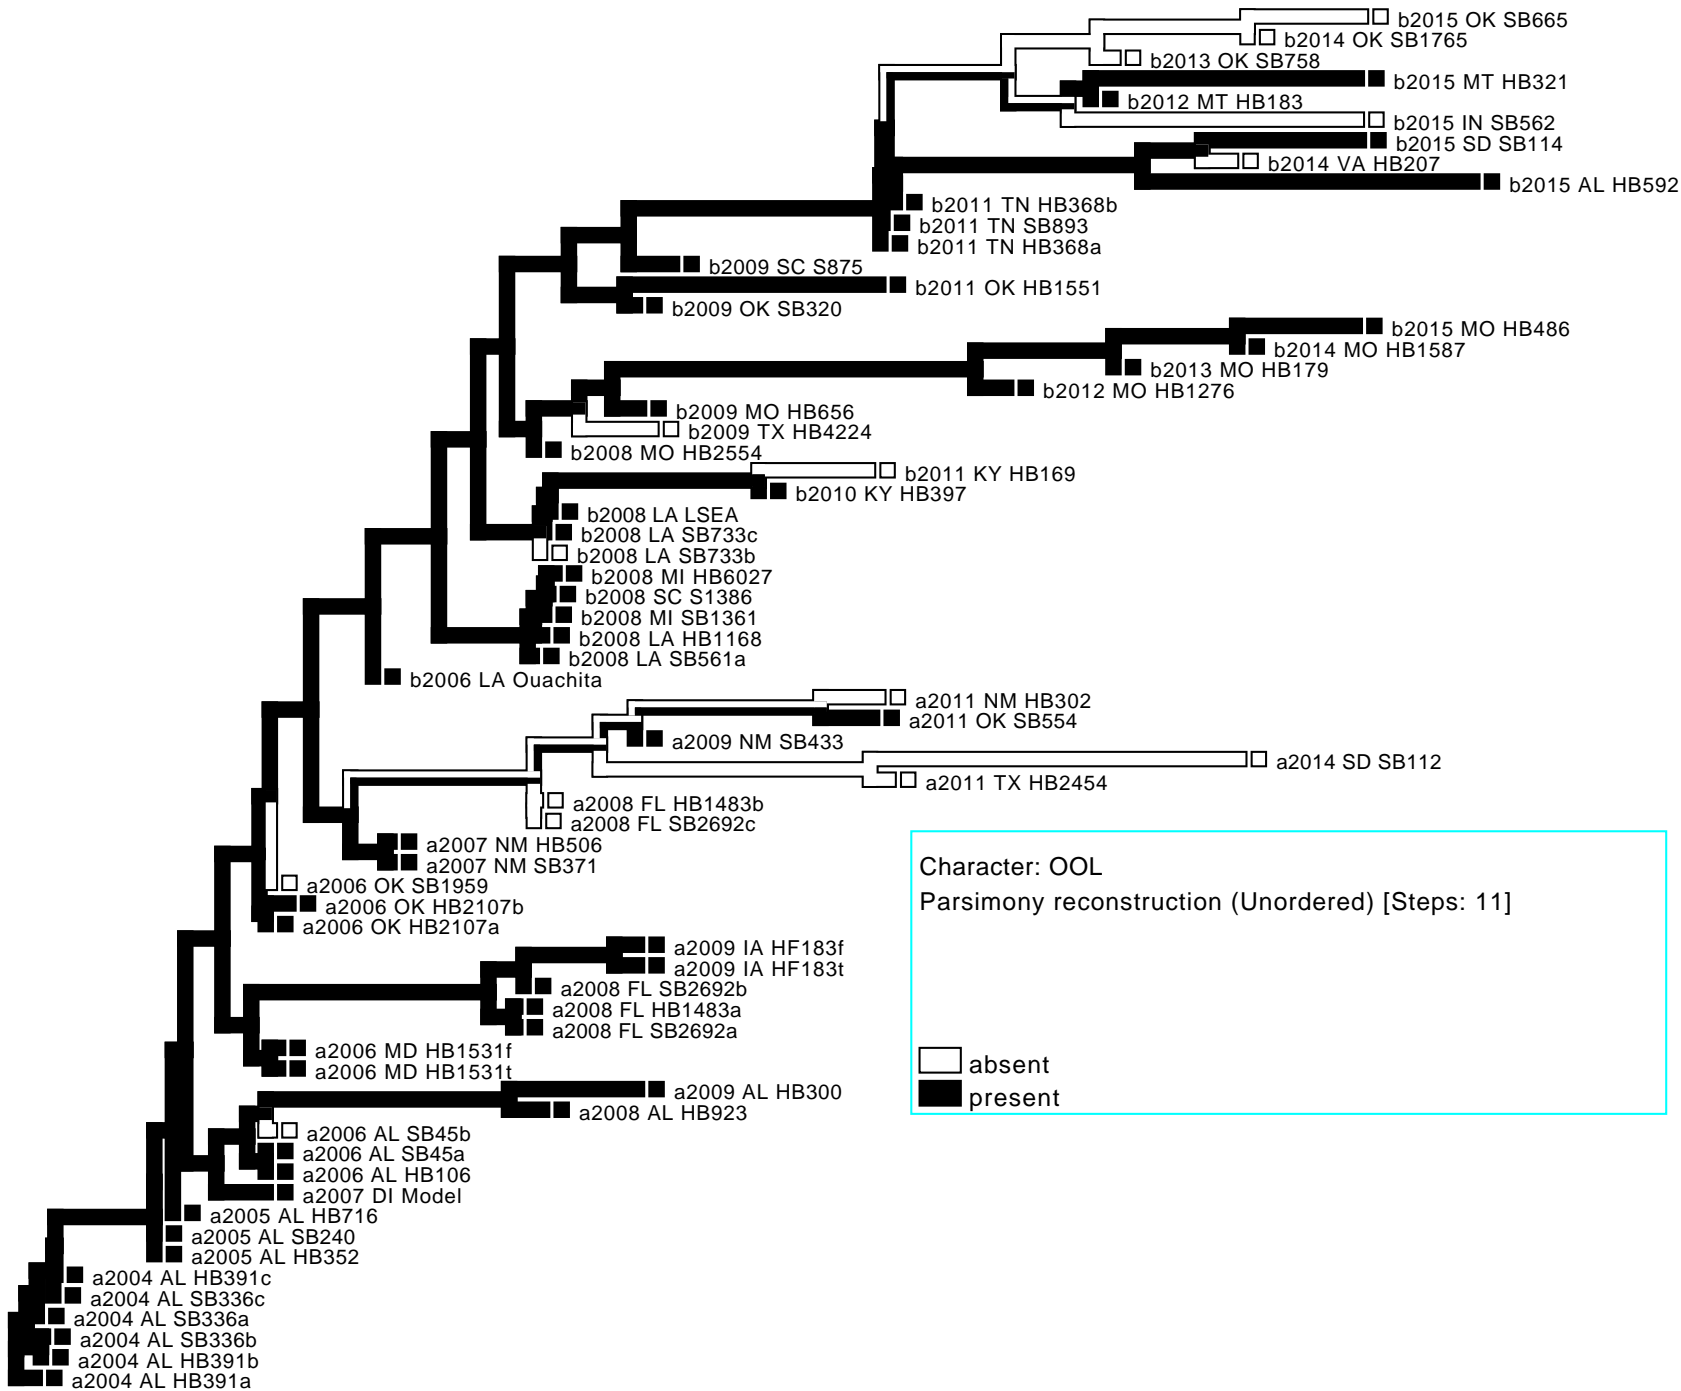 b2015 OK SB665
b2014 OK SB1765
b2013 OK SB758
b2015 MT HB321
b2012 MT HB183
b2015 IN SB562
b2015 SD SB114
b2014 VA HB207
b2015 AL HB592
b2011 TN HB368b
b2011 TN SB893
b2011 TN HB368a
b2009 SC S875
b2011 OK HB1551
b2009 OK SB320
b2015 MO HB486
b2014 MO HB1587
b2013 MO HB179
b2012 MO HB1276
b2009 MO HB656
b2009 TX HB4224
b2008 MO HB2554
b2011 KY HB169
b2010 KY HB397
b2008 LA LSEA
b2008 LA SB733c
b2008 LA SB733b
b2008 MI HB6027
b2008 SC S1386
b2008 MI SB1361
b2008 LA HB1168
b2008 LA SB561a
b2006 LA Ouachita
a2011 NM HB302
a2011 OK SB554
a2009 NM SB433
a2014 SD SB112
a2011 TX HB2454
a2008 FL HB1483b
a2008 FL SB2692c
a2007 NM HB506
a2007 NM SB371
a2006 OK SB1959
a2006 OK HB2107b
a2006 OK HB2107a
a2009 IA HF183f
a2009 IA HF183t
a2008 FL SB2692b
a2008 FL HB1483a
a2008 FL SB2692a
a2006 MD HB1531f
a2006 MD HB1531t
a2009 AL HB300
a2008 AL HB923
a2006 AL SB45b
a2006 AL SB45a
a2006 AL HB106
a2007 DI Model
a2005 AL HB716
a2005 AL SB240
a2005 AL HB352
a2004 AL HB391c
a2004 AL SB336c
a2004 AL SB336a
a2004 AL SB336b
a2004 AL HB391b
a2004 AL HB391a
Character: OOL
Parsimony reconstruction (Unordered) [Steps: 11]
absent
present